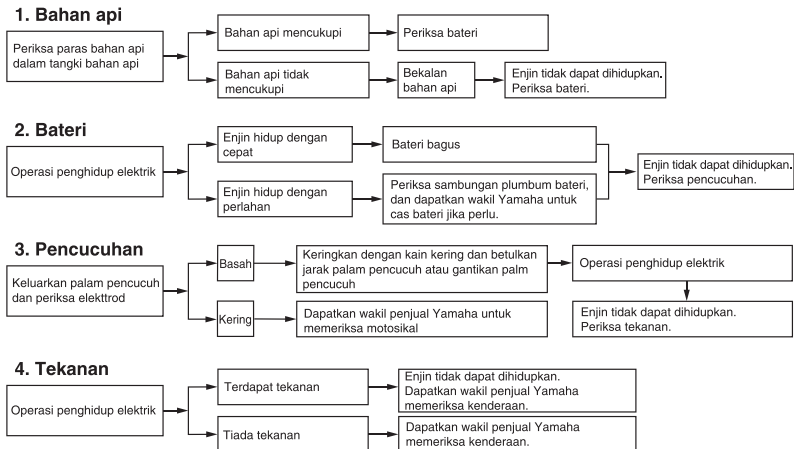 1. Bahan api
Periksa paras bahan api
dalam tangki bahan api
Bahan api mencukupi
Periksa bateri
Bahan api tidak
mencukupi
Bekalan
bahan api
Enjin tidak dapat dihidupkan.
Periksa bateri.
2. Bateri
Operasi penghidup elektrik
Enjin hidup dengan
cepat
Bateri bagus
Enjin hidup dengan
perlahan
Periksa sambungan plumbum bateri,
dan dapatkan wakil Yamaha untuk
cas bateri jika perlu.
Enjin tidak dapat dihidupkan.
Periksa pencucuhan.
3. Pencucuhan
Keluarkan palam pencucuh
dan periksa elekttrod
Basah
Keringkan dengan kain kering dan betulkan
jarak palam pencucuh atau gantikan palm
pencucuh
Operasi penghidup elektrik
Kering
Dapatkan wakil penjual Yamaha untuk
memeriksa motosikal
Enjin tidak dapat dihidupkan.
Periksa tekanan.
4. Tekanan
Operasi penghidup elektrik
Terdapat tekanan
Enjin tidak dapat dihidupkan.
Dapatkan wakil penjual Yamaha
memeriksa kenderaan.
Tiada tekanan
Dapatkan wakil penjual Yamaha
memeriksa kenderaan.